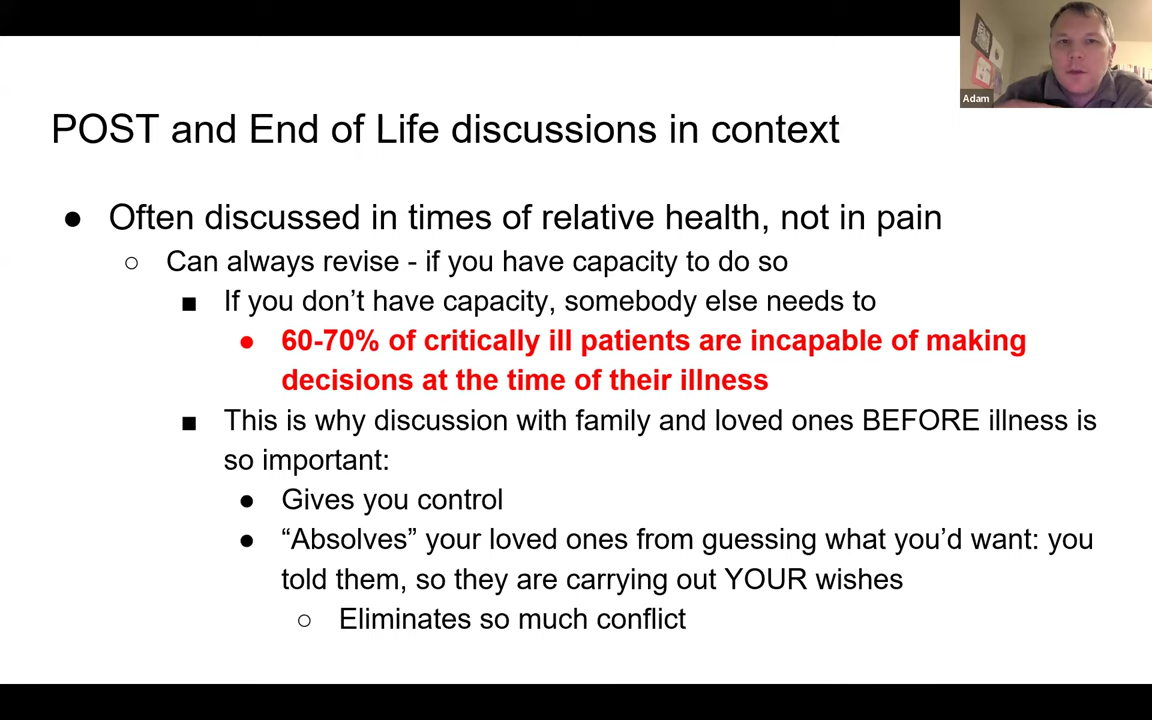 Adam
POST and End of Life discussions in context
● Often discussed in times of relative health, not in pain
○ Can always revise - if you have capacity to do so
■ If you don’t have capacity, somebody else needs to
● 60-70% of critically ill patients are incapable of making
decisions at the time of their illness
■ This is why discussion with family and loved ones BEFORE illness is
so important:
● Gives you control
● “Absolves” your loved ones from guessing what you’d want: you
told them, so they are carrying out YOUR wishes
○ Eliminates so much conflict